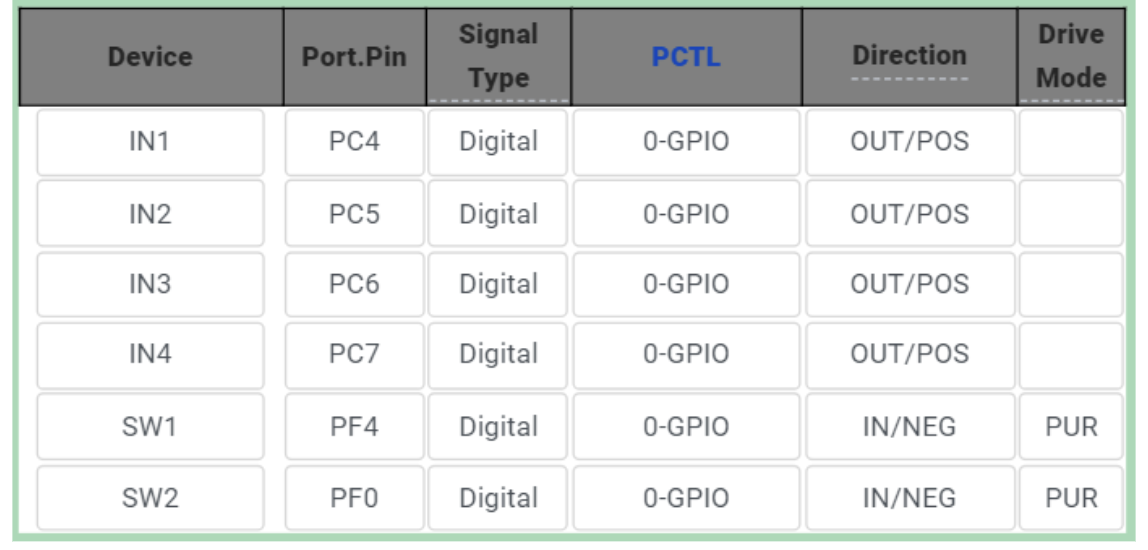 Device Port.Pin Signal Type PCTL Direction Drive Mode
IN1 PC4 Digital 0-GPIO OUT/POS
IN2 PC5 Digital 0-GPIO OUT/POS
IN3 PC6 Digital 0-GPIO OUT/POS
IN4 PC7 Digital 0-GPIO OUT/POS
SW1 PF4 Digital 0-GPIO IN/NEG PUR
SW2 PF0 Digital 0-GPIO IN/NEG PUR